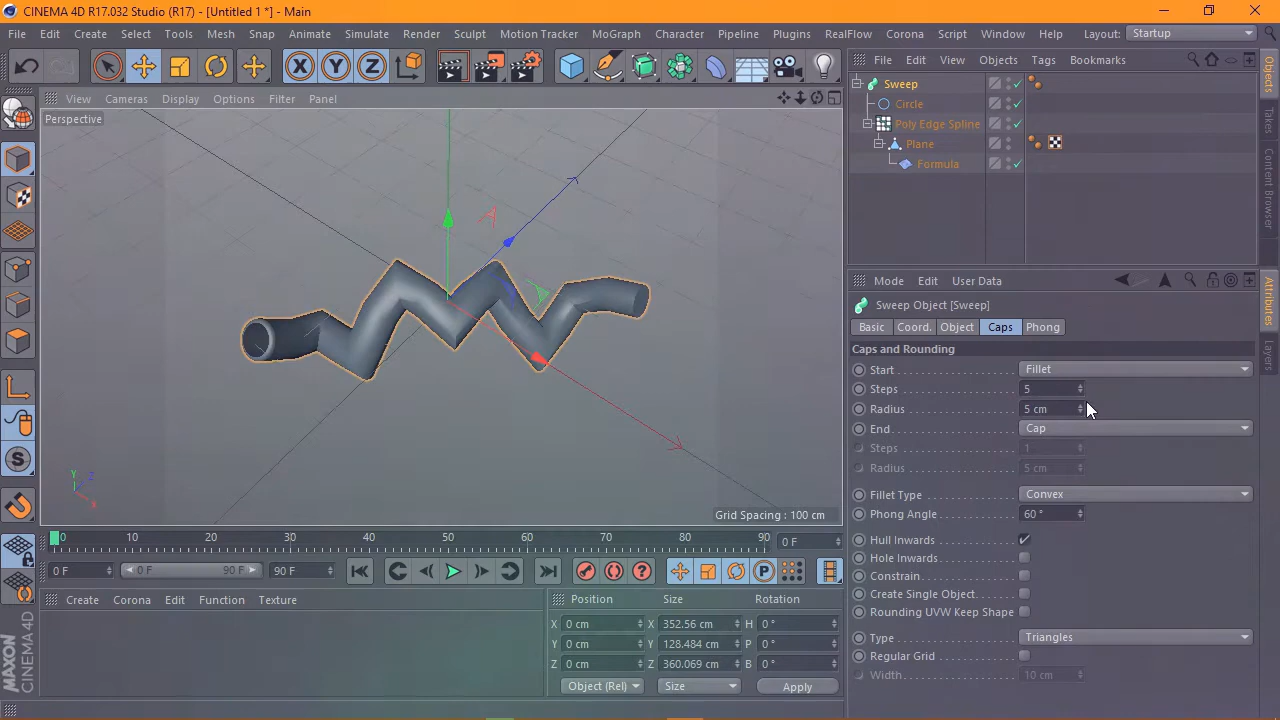 CINEMA 4D R17.032 Studio (R17) - [Untitled 1 *] - Main
File Edit Create Select Tools Mesh Snap Animate Simulate Render Sculpt Motion Tracker MoGraph Character Pipeline Plugins RealFlow Corona Script Window Help Layout: Startup
X Y Z
File Edit View Objects Tags Bookmarks
View Cameras Display Options Filter Panel
Perspective
Sweep
Circle
Poly Edge Spline
Plane
Formula
Objects
Takes
Content Browser
Mode Edit User Data
Sweep Object [Sweep]
Basic Coord. Object Caps Phong
Caps and Rounding
Start Fillet
Steps 5
Radius 5 cm
End Cap
Steps 1
Radius 5 cm
Fillet Type Convex
Phong Angle 60 °
Hull Inwards
Hole Inwards
Constrain
Create Single Object
Rounding UVW Keep Shape
Type Triangles
Regular Grid
Width 10 cm
Attributes
Layers
Y Z
X
Grid Spacing : 100 cm
0 10 20 30 40 50 60 70 80 90 0 F
0 F 0 F 90 F 90 F
P
S
Create Corona Edit Function Texture
Position Size Rotation
X 0 cm X 352.56 cm H 0 °
Y 0 cm Y 128.484 cm P 0 °
Z 0 cm Z 360.069 cm B 0 °
Object (Rel) Size Apply
MAXON
CINEMA 4D